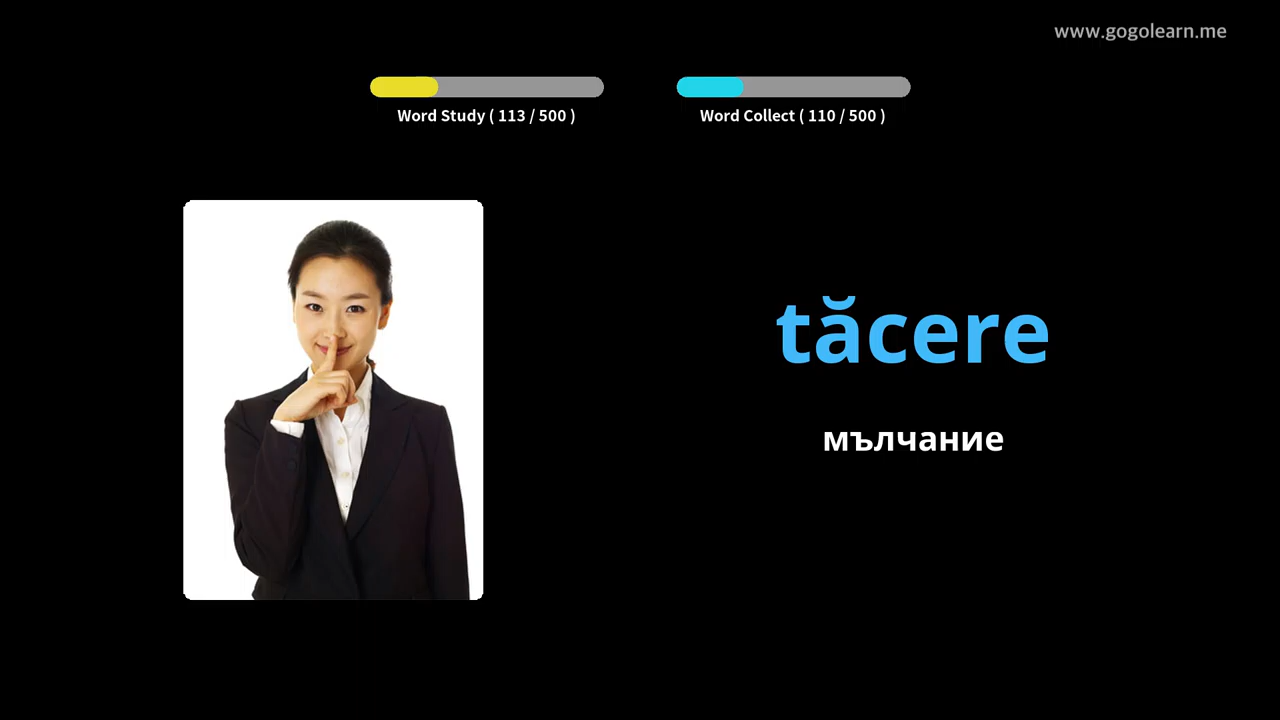 www.gogolearn.me
Word Study ( 113 / 500 )
Word Collect ( 110 / 500 )
tăcere
мълчание